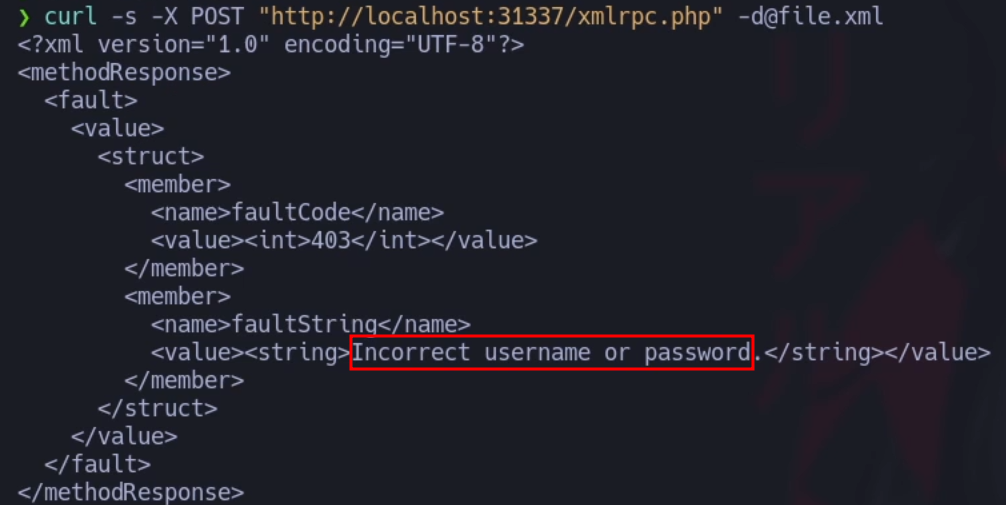 ❯ curl -s -X POST "http://localhost:31337/xmlrpc.php" -d@file.xml
<?xml version="1.0" encoding="UTF-8"?>
<methodResponse>
  <fault>
    <value>
      <struct>
        <member>
          <name>faultCode</name>
          <value><int>403</int></value>
        </member>
        <member>
          <name>faultString</name>
          <value><string>Incorrect username or password.</string></value>
        </member>
      </struct>
    </value>
  </fault>
</methodResponse>